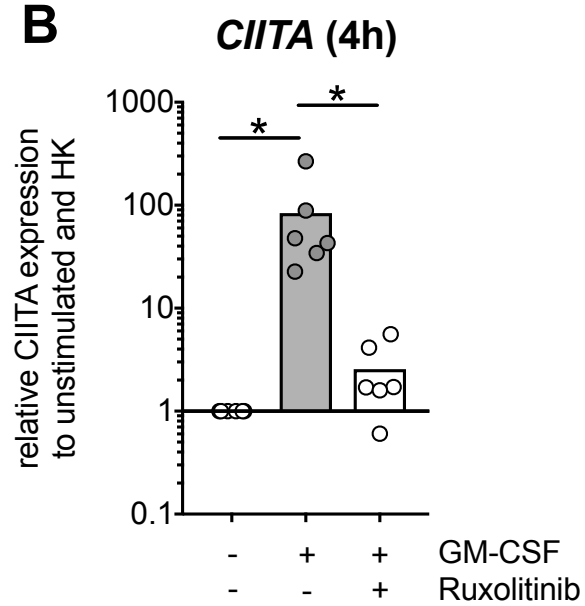 B
CIITA (4h)
relative CIITA expression
to unstimulated and HK
1000
100
10
1
0.1
*
*
- + + GM-CSF
- - + Ruxolitinib